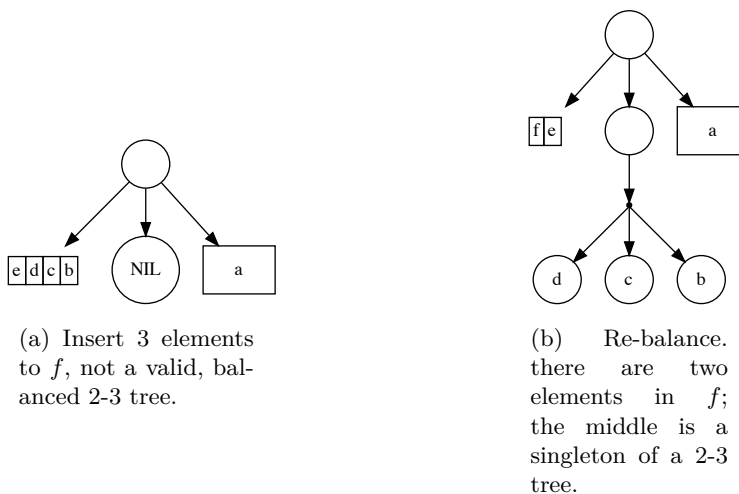 e d c b
NIL
a
(a) Insert 3 elements
to f, not a valid, bal-
anced 2-3 tree.
f e
a
d
c
b
(b) Re-balance.
there are two
elements in f;
the middle is a
singleton of a 2-3
tree.